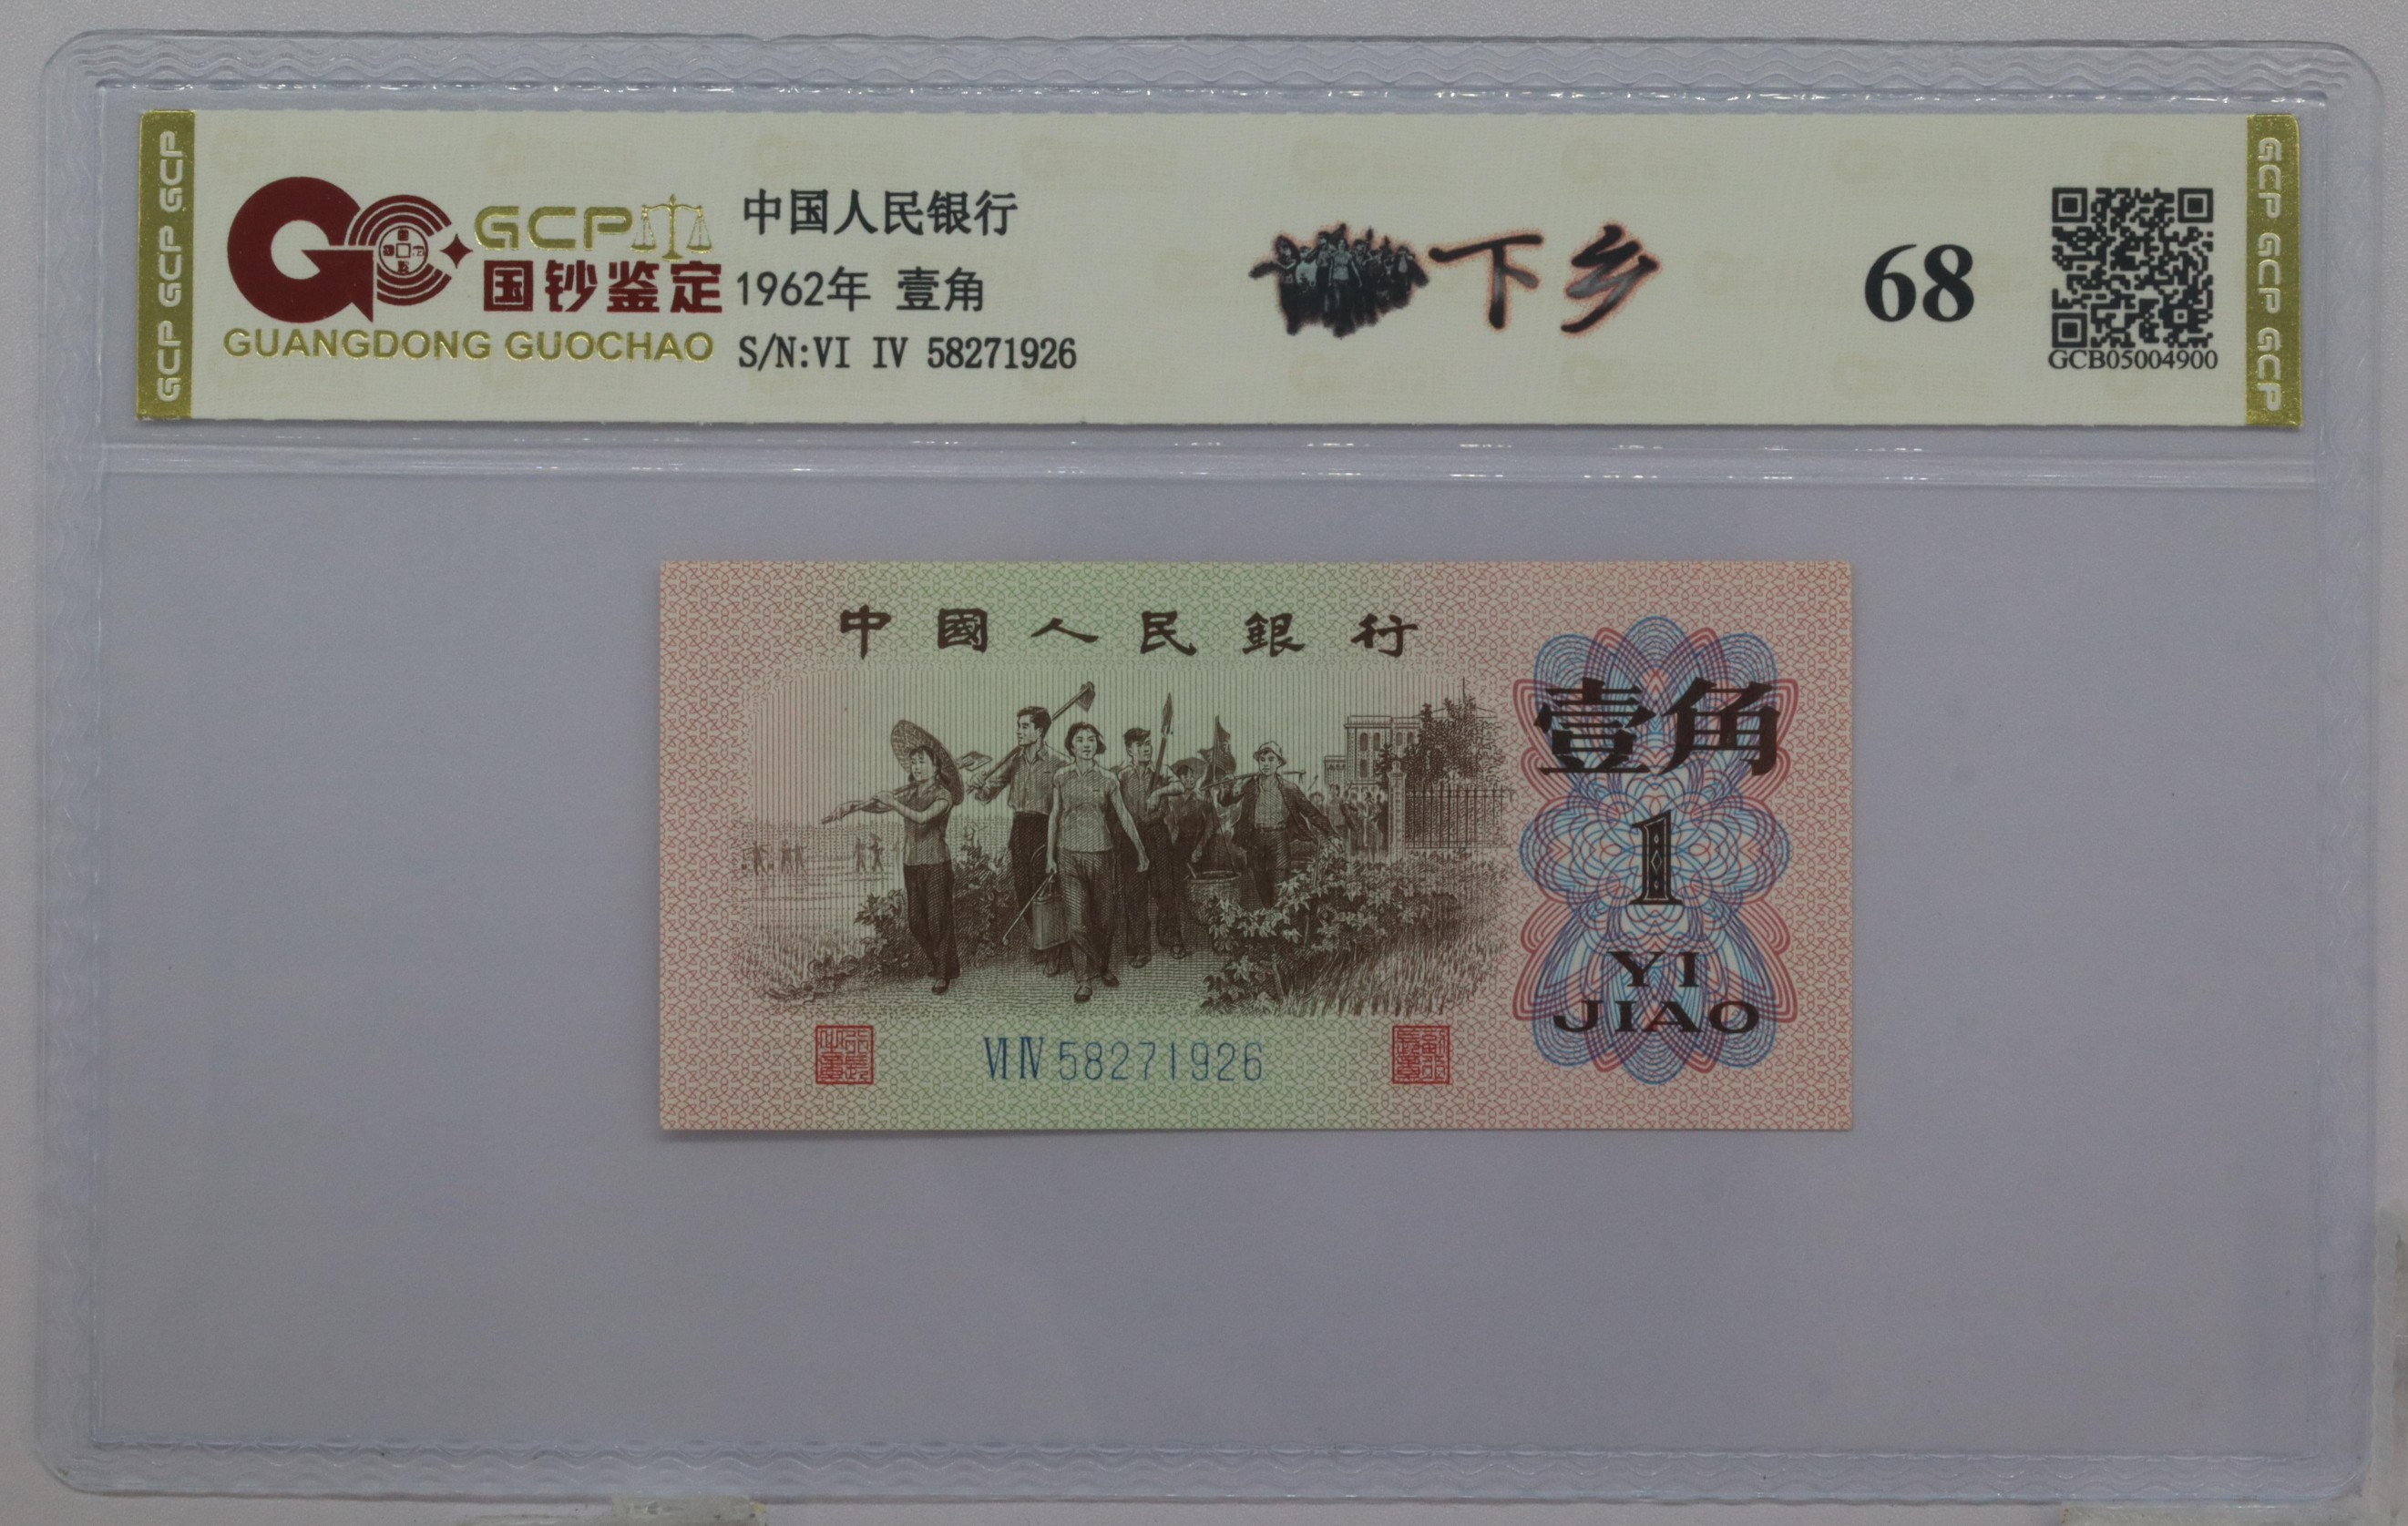 GCP GCP GCP
GCP
国钞鉴定
GUANGDONG GUOCHAO
中国人民银行
1962年 壹角
S/N:VI IV 58271926
下乡
68
GCB05004900
GCP GCP GCP
中國人民銀行
壹角
1
YI
JIAO
VI IV 58271926